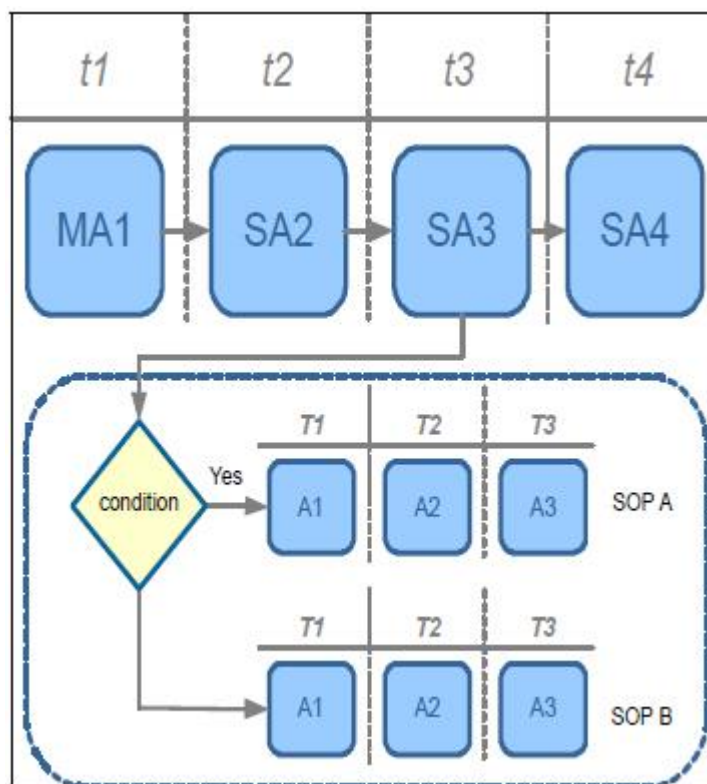 t1 t2 t3 t4
MA1 SA2 SA3 SA4
T1 T2 T3
Yes
condition A1 A2 A3 SOP A
T1 T2 T3
A1 A2 A3 SOP B